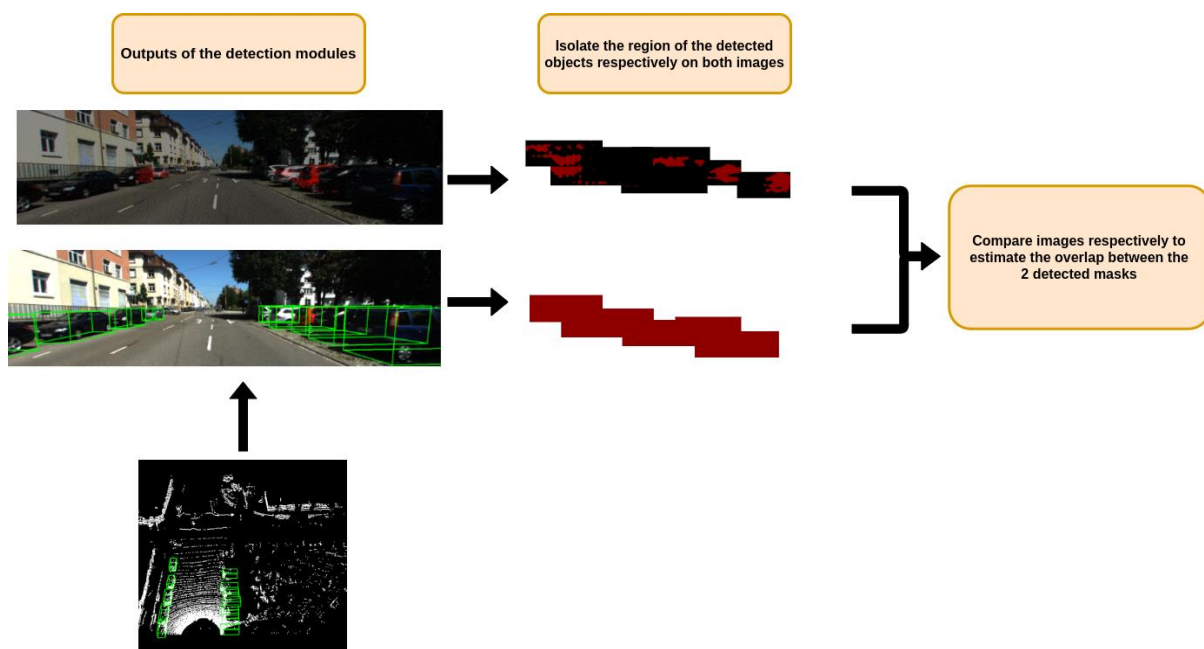 Outputs of the detection modules
Isolate the region of the detected
objects respectively on both images
Compare images respectively to
estimate the overlap between the
2 detected masks